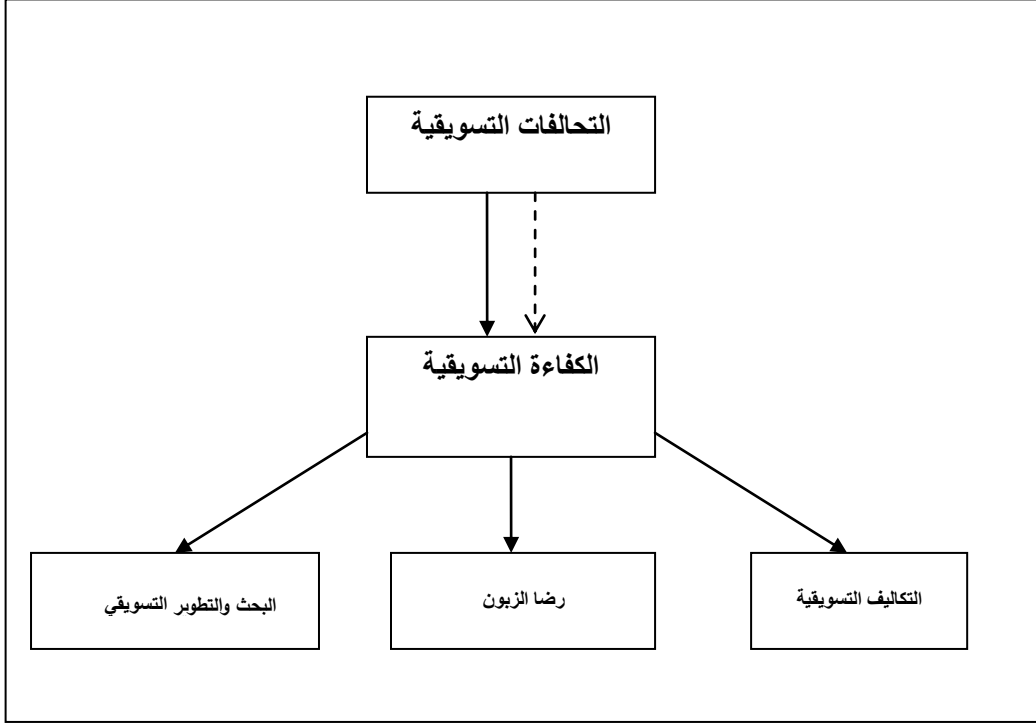 التحالفات التسويقية
الكفاءة التسويقية
التكاليف التسويقية
رضا الزبون
البحث والتطوير التسويقي